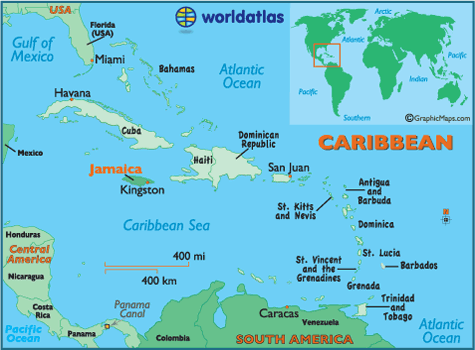 USA
worldatlas
Arctic
Florida
(USA)
Gulf of
Mexico
Atlantic
Miami
Bahamas
Atlantic
Ocean
Indian
Pacific
Pacific
Havana
Southern
©GraphicMaps.com
Cuba
Dominican
Republic
CARIBBEAN
Mexico
Haiti
San Juan
Jamaica
Kingston
Antigua
and
Barbuda
St. Kitts
and Nevis
Caribbean Sea
Dominica
Honduras
Central
America
400 mi
St. Lucia
St. Vincent
and the
Grenadines
Barbados
Nicaragua
400 km
Grenada
Costa
Rica
Panama
Canal
Trinidad
and
Tobago
Caracas
Pacific
Ocean
Panama
Venezuela
Colombia
SOUTH AMERICA
Atlantic
Ocean